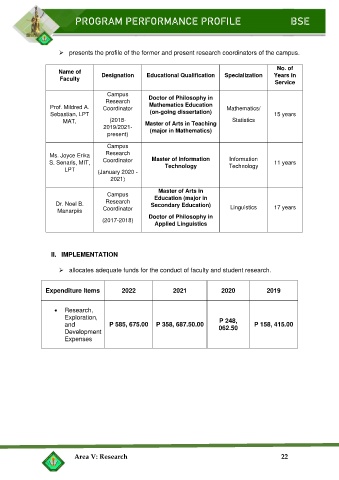 PROGRAM PERFORMANCE PROFILE BSE
➢ presents the profile of the former and present research coordinators of the campus.
Name of Faculty | Designation | Educational Qualification | Specialization | No. of Years in Service
Prof. Mildred A. Sebastian, LPT MAT. | Campus Research Coordinator (2018-2019/2021-present) | Doctor of Philosophy in Mathematics Education (on-going dissertation) Master of Arts in Teaching (major in Mathematics) | Mathematics/ Statistics | 15 years
Ms. Joyce Erika S. Senaris, MIT, LPT | Campus Research Coordinator (January 2020 - 2021) | Master of Information Technology | Information Technology | 11 years
Dr. Noel B. Manarpiis | Campus Research Coordinator (2017-2018) | Master of Arts in Education (major in Secondary Education) Doctor of Philosophy in Applied Linguistics | Linguistics | 17 years
II. IMPLEMENTATION
➢ allocates adequate funds for the conduct of faculty and student research.
Expenditure Items | 2022 | 2021 | 2020 | 2019
• Research, Exploration, and Development Expenses | P 585, 675.00 | P 358, 687.50.00 | P 248, 062.50 | P 158, 415.00
Area V: Research 22